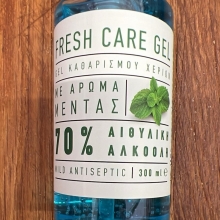 FRESH CARE GEL
GEL ΚΑΘΑΡΙΣΜΟΥ ΧΕΡΙΩΝ
ΜΕ ΑΡΩΜΑ
ΜΕΝΤΑΣ
70% ΑΙΘΥΛΙΚΗ
ΑΛΚΟΟΛΗ
MILD ANTISEPTIC | 300 ml e